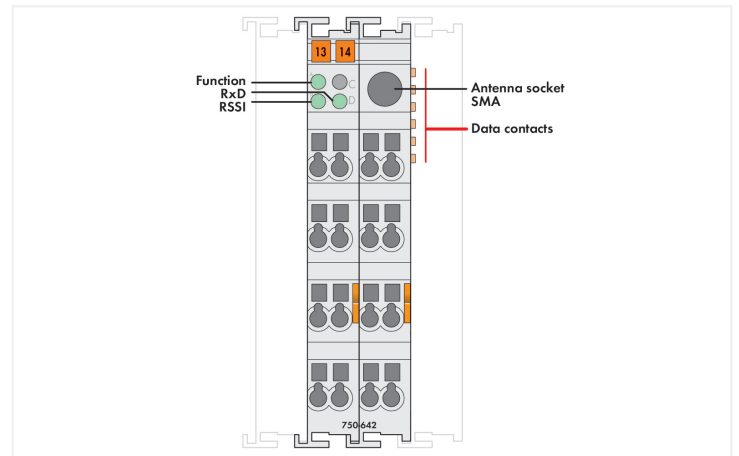 13 14
Function
RxD
RSSI
C
D
Antenna socket
SMA
Data contacts
750-642